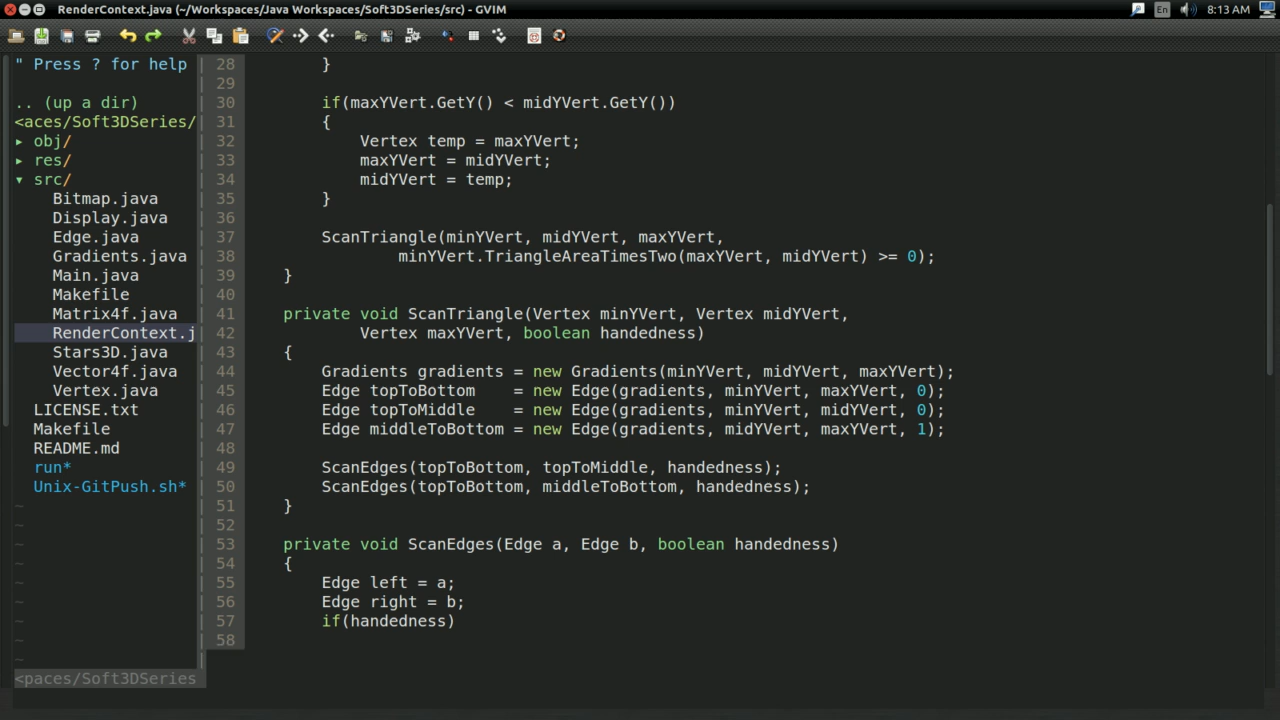 RenderContext.java (~/Workspaces/Java Workspaces/Soft3DSeries/src) - GVIM
En
8:13 AM
" Press ? for help
.. (up a dir)
<aces/Soft3DSeries/
▸ obj/
▸ res/
▾ src/
Bitmap.java
Display.java
Edge.java
Gradients.java
Main.java
Makefile
Matrix4f.java
RenderContext.j
Stars3D.java
Vector4f.java
Vertex.java
LICENSE.txt
Makefile
README.md
run*
Unix-GitPush.sh*
~
~
~
~
~
~
~
~
~
<paces/Soft3DSeries
28 }
29
30 if(maxYVert.GetY() < midYVert.GetY())
31 {
32 Vertex temp = maxYVert;
33 maxYVert = midYVert;
34 midYVert = temp;
35 }
36
37 ScanTriangle(minYVert, midYVert, maxYVert,
38 minYVert.TriangleAreaTimesTwo(maxYVert, midYVert) >= 0);
39 }
40
41 private void ScanTriangle(Vertex minYVert, Vertex midYVert,
42 Vertex maxYVert, boolean handedness)
43 {
44 Gradients gradients = new Gradients(minYVert, midYVert, maxYVert);
45 Edge topToBottom    = new Edge(gradients, minYVert, maxYVert, 0);
46 Edge topToMiddle    = new Edge(gradients, minYVert, midYVert, 0);
47 Edge middleToBottom = new Edge(gradients, midYVert, maxYVert, 1);
48
49 ScanEdges(topToBottom, topToMiddle, handedness);
50 ScanEdges(topToBottom, middleToBottom, handedness);
51 }
52
53 private void ScanEdges(Edge a, Edge b, boolean handedness)
54 {
55 Edge left = a;
56 Edge right = b;
57 if(handedness)
58